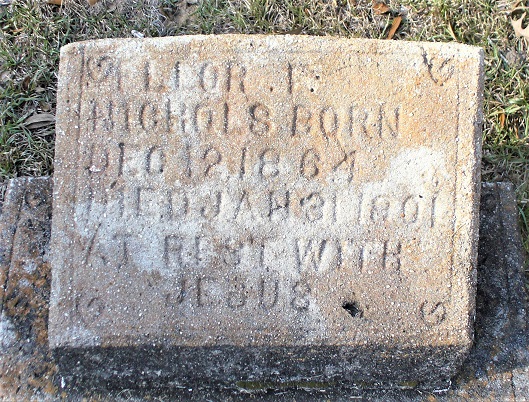 NICHOLS BORN
DEC 12 1864
DIED JAN 31 1901
AT REST WITH
JESUS